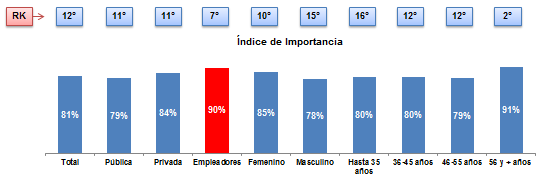 RK 12° 11° 11° 7° 10° 15° 16° 12° 12° 2°
Índice de Importancia
81% 79% 84% 90% 85% 78% 80% 80% 79% 91%
Total Pública Privada Empleadores Femenino Masculino Hasta 35 años 36-45 años 46-55 años 56 y + años